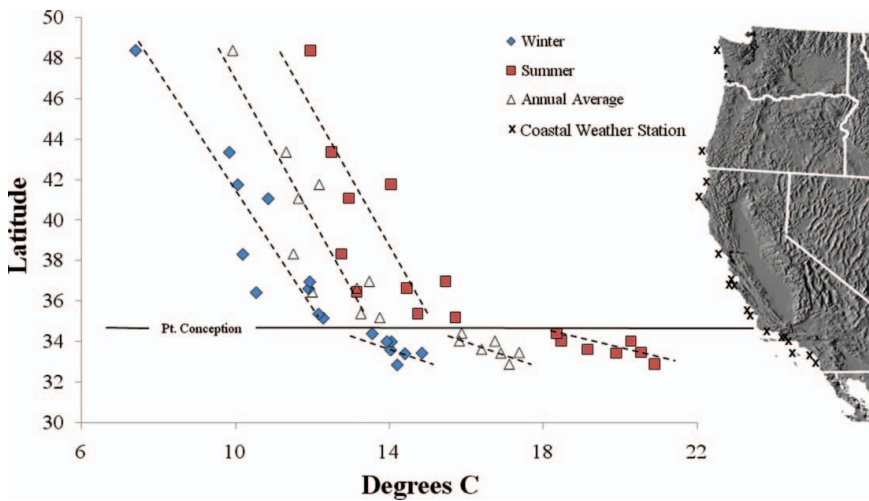 50
48
46
44
42
40
38
36
34
32
30
Latitude
Winter
Summer
Annual Average
x Coastal Weather Station
Pt. Conception
6 10 14 18 22
Degrees C